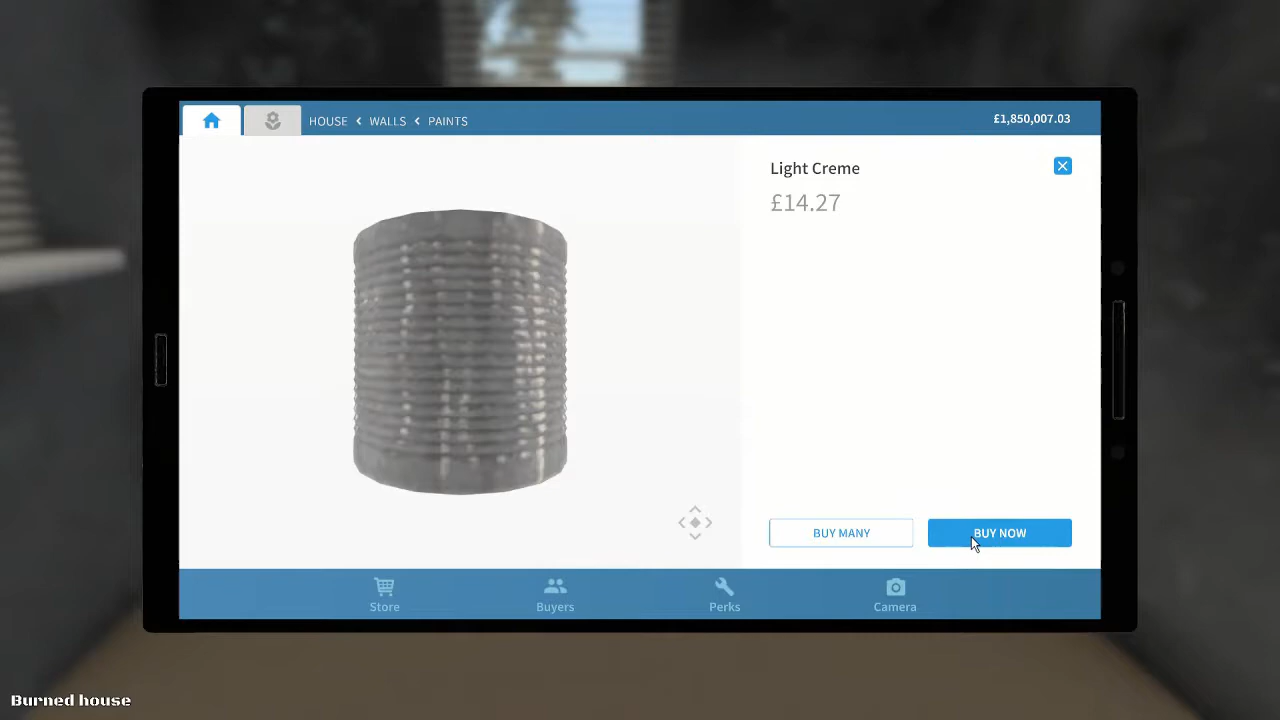 HOUSE < WALLS < PAINTS
£1,850,007.03
Light Creme
£14.27
BUY MANY
BUY NOW
Store
Buyers
Perks
Camera
Burned house